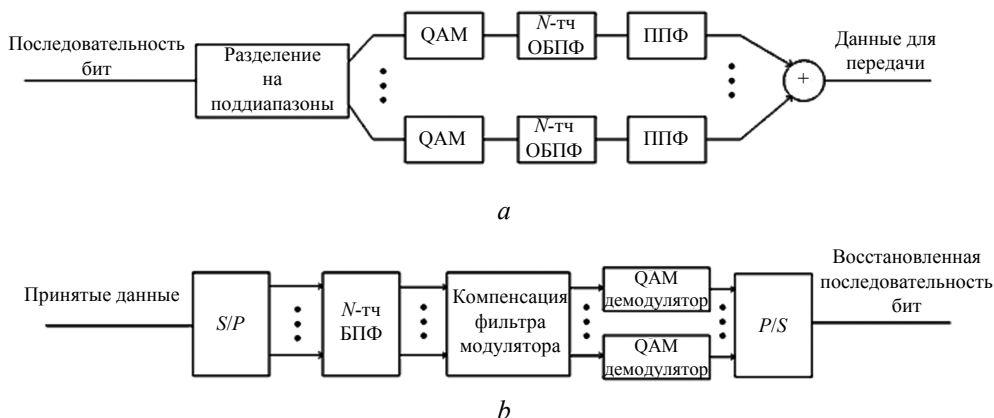 Последовательность
бит
Разделение
на
поддиапазоны
QAM
N-тч
ОБПФ
ППФ
QAM
N-тч
ОБПФ
ППФ
+
Данные для
передачи
a
Принятые данные
S/P
N-тч
БПФ
Компенсация
фильтра
модулятора
QAM
демодулятор
QAM
демодулятор
P/S
Восстановленная
последовательность
бит
b